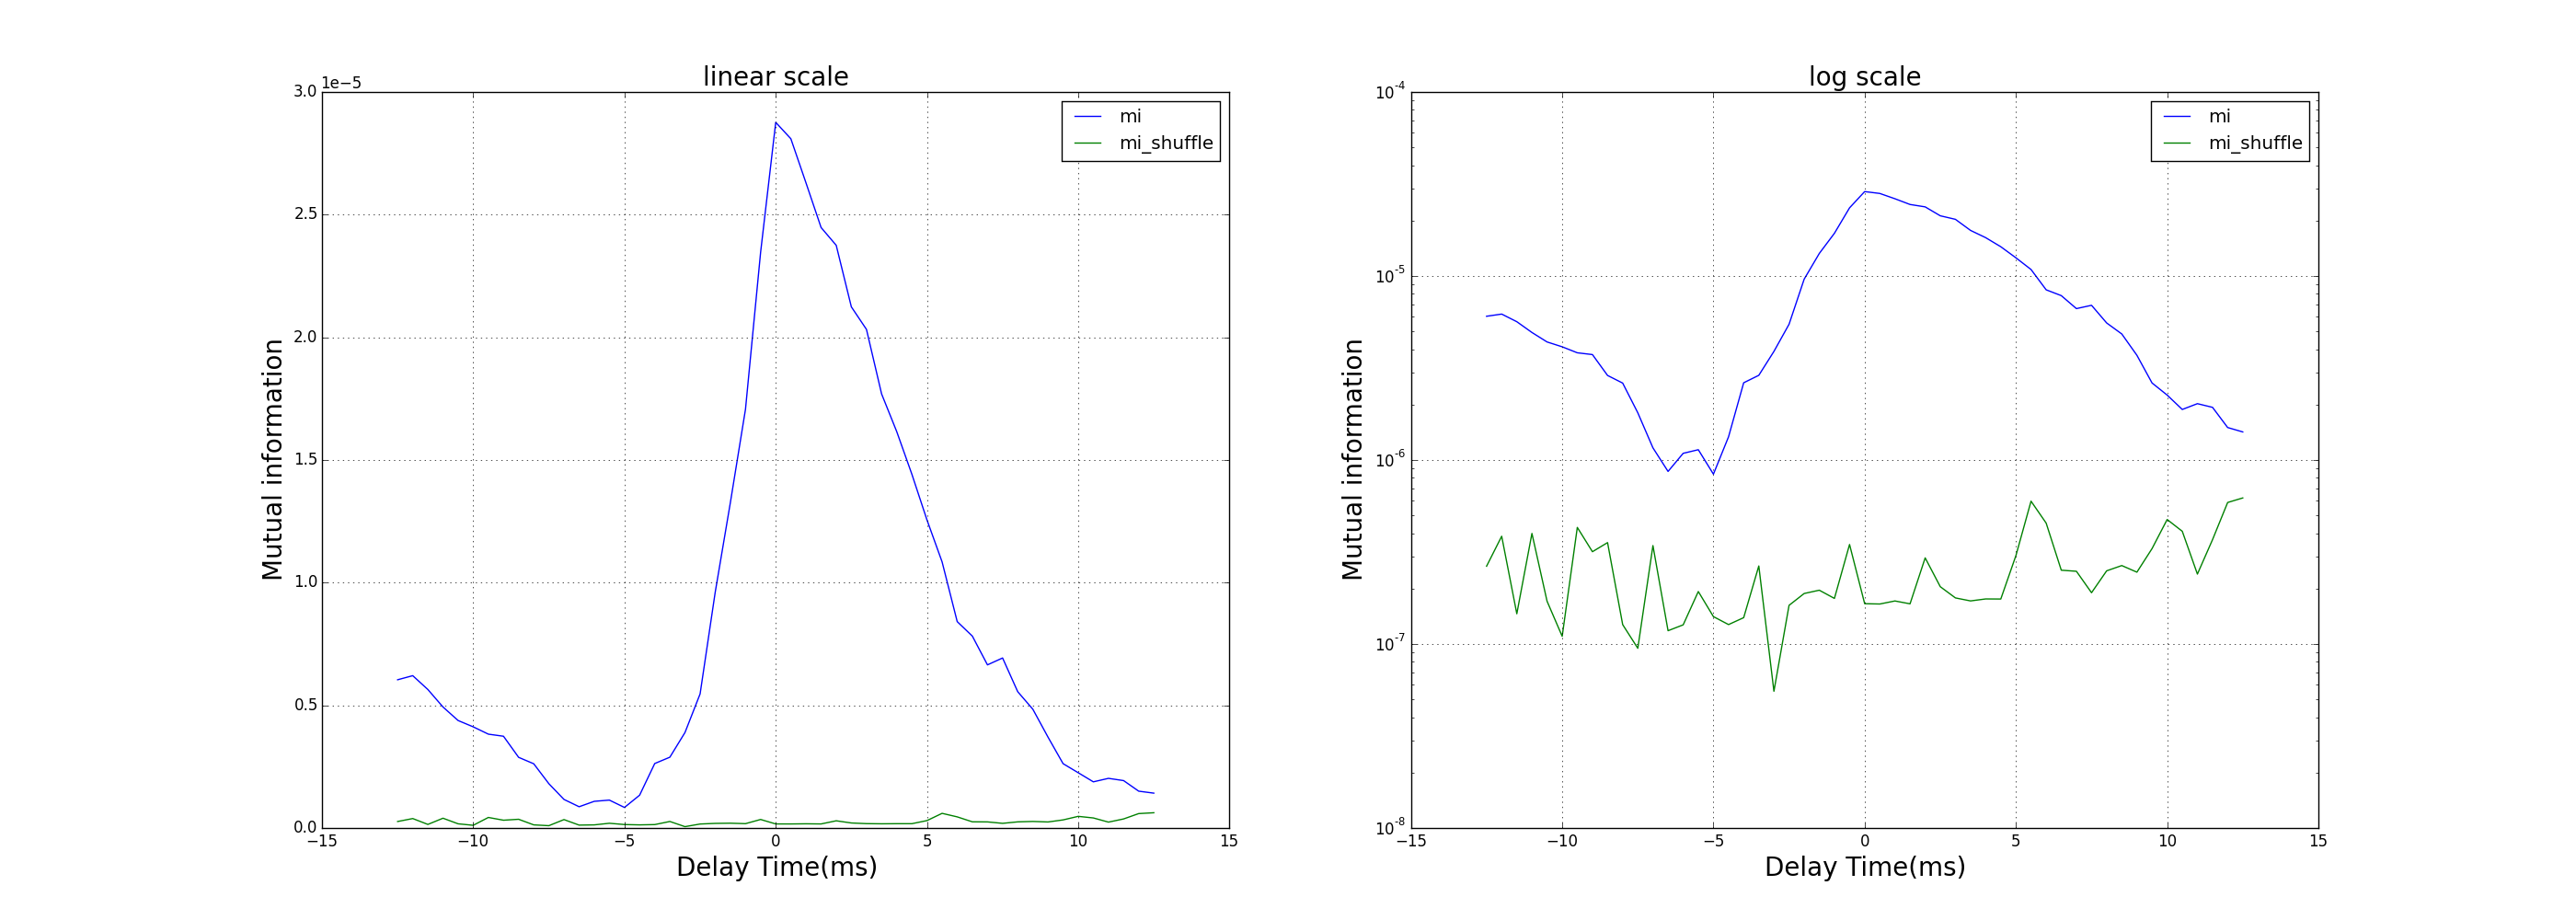 linear scale
1e−5
mi
mi_shuffle
3.0
2.5
2.0
1.5
1.0
0.5
0.0
Mutual information
−15 −10 −5 0 5 10 15
Delay Time(ms)
log scale
mi
mi_shuffle
10^-4
10^-5
10^-6
10^-7
10^-8
Mutual information
−15 −10 −5 0 5 10 15
Delay Time(ms)